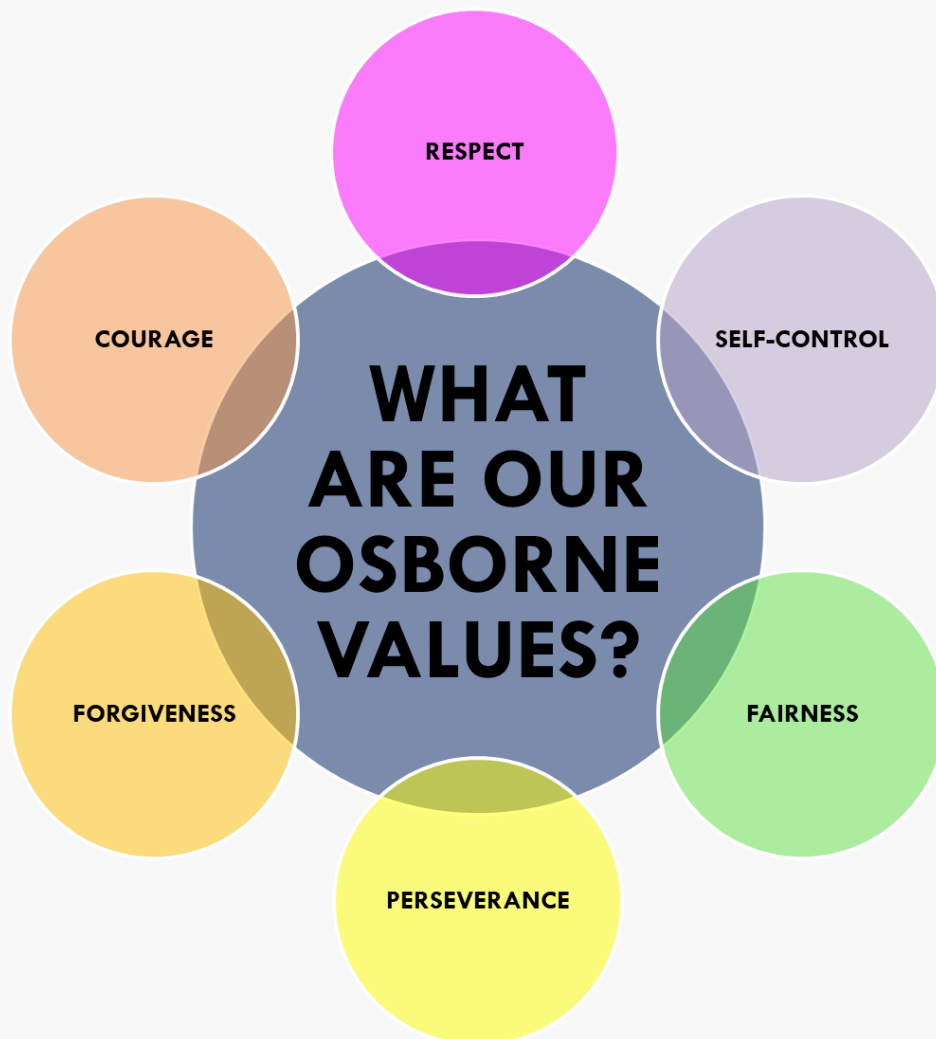 RESPECT
COURAGE
SELF-CONTROL
WHAT
ARE OUR
OSBORNE
VALUES?
FORGIVENESS
FAIRNESS
PERSEVERANCE